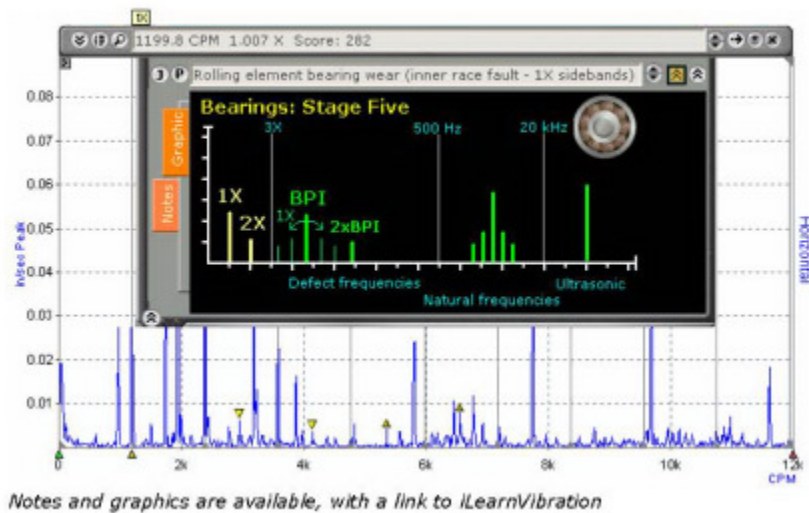 1X
1199.8 CPM 1.007 X Score: 282
J P Rolling element bearing wear (inner race fault - 1X sidebands)
Bearings: Stage Five
Graphic
Notes
3X
500 Hz
20 kHz
1X
2X
1X
BPI
2xBPI
Defect frequencies
Natural frequencies
Ultrasonic
in/sec Peak
Horizontal
0.08
0.07
0.06
0.05
0.04
0.03
0.02
0.01
0 2k 4k 6k 8k 10k 12k
CPM
Notes and graphics are available, with a link to iLearnVibration